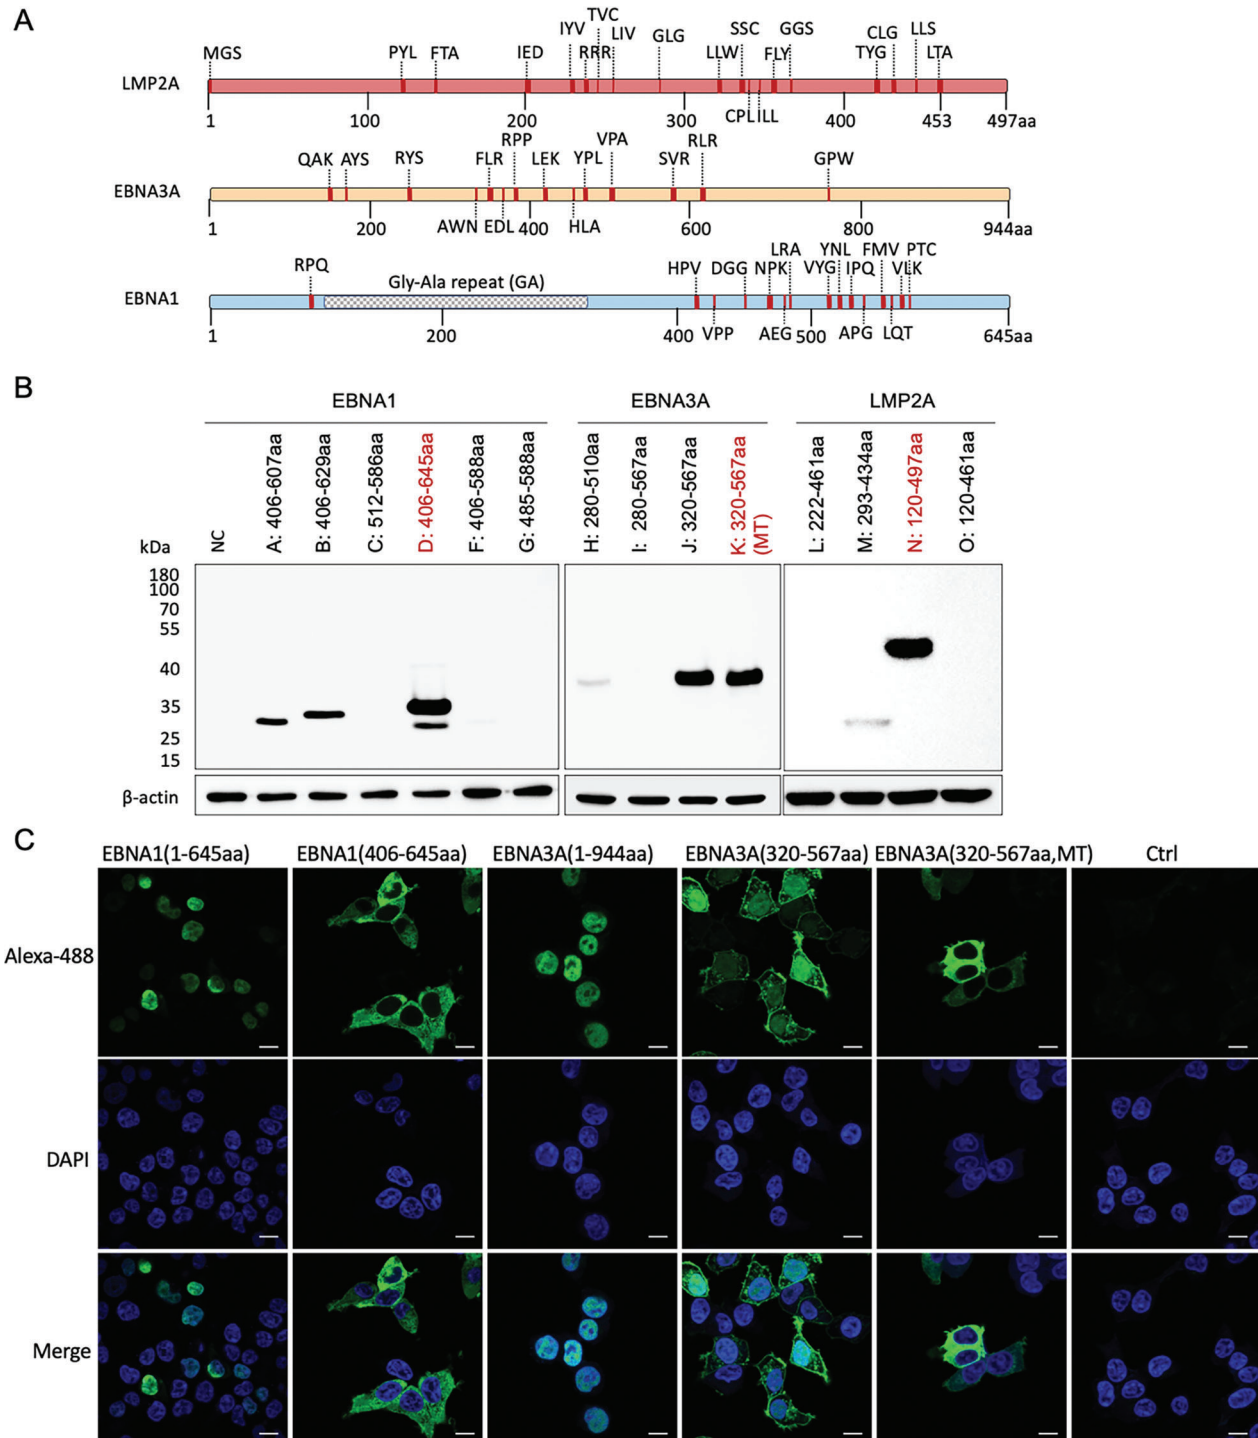 A
TVC
IYV
LIV
SSC
GGS
LLS
CLG
MGS
PYL
FTA
IED
RRR
GLG
LLW
FLY
TYG
LTA
LMP2A
CPL
ILL
1
100
200
300
400
453
497aa
VPA
RPP
RLR
QAK
AYS
RYS
FLR
LEK
YPL
SVR
GPW
EBNA3A
AWN
EDL
HLA
1
200
400
600
800
944aa
LRA
YNL
FMV
PTC
RPQ
HPV
DGG
NPK
VYG
IPQ
VLK
Gly-Ala repeat (GA)
EBNA1
VPP
AEG
APG
LQT
1
200
400
500
645aa
B
EBNA1
EBNA3A
LMP2A
NC
A: 406-607aa
B: 406-629aa
C: 512-586aa
D: 406-645aa
F: 406-588aa
G: 485-588aa
H: 280-510aa
I: 280-567aa
J: 320-567aa
K: 320-567aa
(MT)
L: 222-461aa
M: 293-434aa
N: 120-497aa
O: 120-461aa
kDa
180
100
70
55
40
35
25
15
β-actin
C
EBNA1(1-645aa)
EBNA1(406-645aa)
EBNA3A(1-944aa)
EBNA3A(320-567aa)
EBNA3A(320-567aa,MT)
Ctrl
Alexa-488
DAPI
Merge